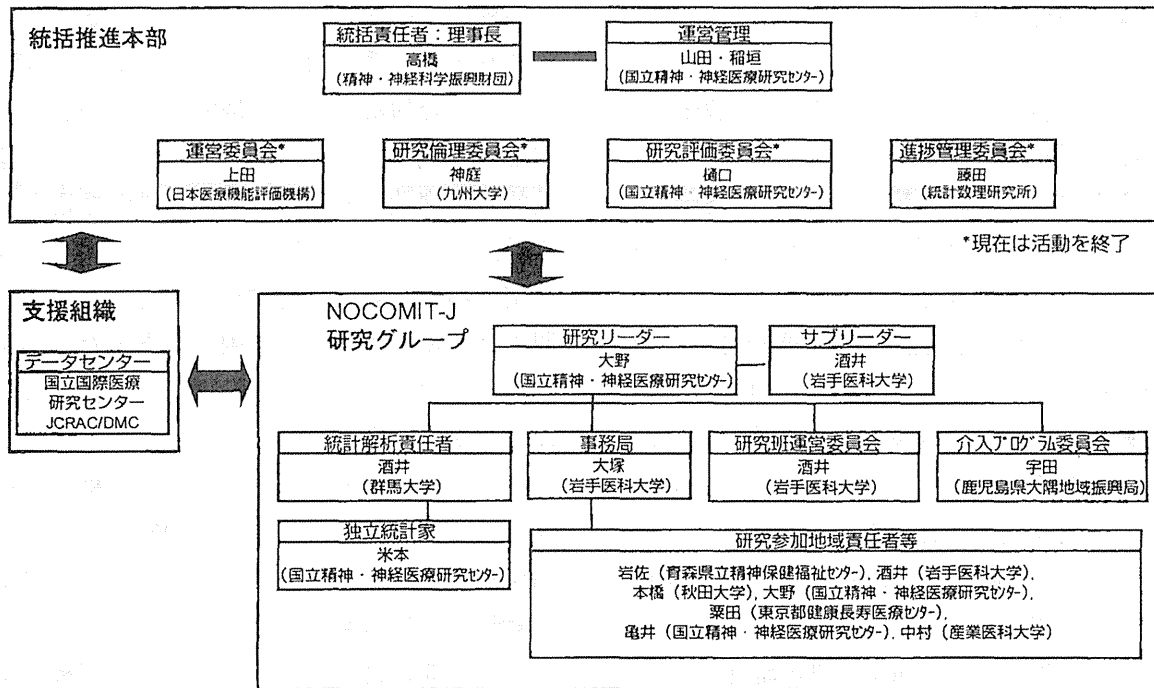 統括推進本部
統括責任者：理事長
高橋
(精神・神経科学振興財団)
運営管理
山田・稲垣
(国立精神・神経医療研究センター)
運営委員会*
上田
(日本医療機能評価機構)
研究倫理委員会*
神庭
(九州大学)
研究評価委員会*
樋口
(国立精神・神経医療研究センター)
進捗管理委員会*
藤田
(統計数理研究所)
*現在は活動を終了
支援組織
データセンター
国立国際医療
研究センター
JCRAC/DMC
NOCOMIT-J
研究グループ
研究リーダー
大野
(国立精神・神経医療研究センター)
サブリーダー
酒井
(岩手医科大学)
統計解析責任者
酒井
(群馬大学)
事務局
大塚
(岩手医科大学)
研究班運営委員会
酒井
(岩手医科大学)
介入プログラム委員会
宇田
(鹿児島県大隅地域振興局)
独立統計家
米本
(国立精神・神経医療研究センター)
研究参加地域責任者等
岩佐（青森県立精神保健福祉センター), 酒井（岩手医科大学),
本橋（秋田大学), 大野（国立精神・神経医療研究センター),
粟田（東京都健康長寿医療センター),
亀井（国立精神・神経医療研究センター), 中村（産業医科大学）